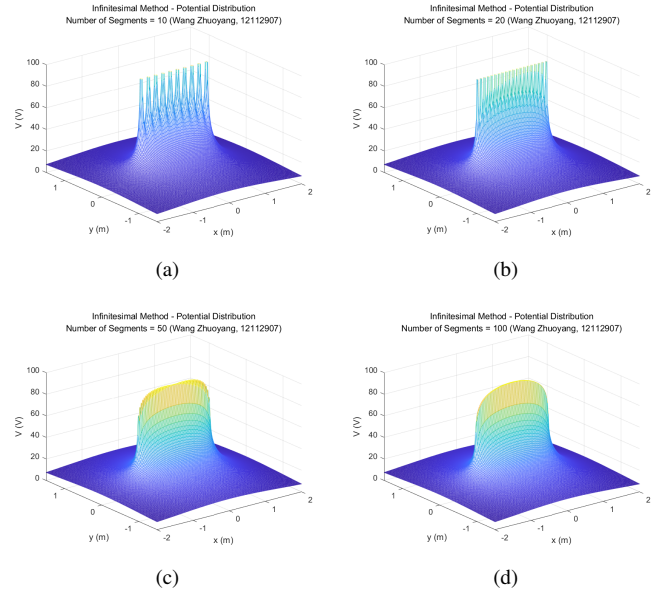 Infinitesimal Method - Potential Distribution
Number of Segments = 10 (Wang Zhuoyang, 12112907)
100
80
60
40
20
0
V (V)
1
0
-1
y (m)
-2
-1
0
1
2
x (m)
(a)
Infinitesimal Method - Potential Distribution
Number of Segments = 20 (Wang Zhuoyang, 12112907)
100
80
60
40
20
0
V (V)
1
0
-1
y (m)
-2
-1
0
1
2
x (m)
(b)
Infinitesimal Method - Potential Distribution
Number of Segments = 50 (Wang Zhuoyang, 12112907)
100
80
60
40
20
0
V (V)
1
0
-1
y (m)
-2
-1
0
1
2
x (m)
(c)
Infinitesimal Method - Potential Distribution
Number of Segments = 100 (Wang Zhuoyang, 12112907)
100
80
60
40
20
0
V (V)
1
0
-1
y (m)
-2
-1
0
1
2
x (m)
(d)